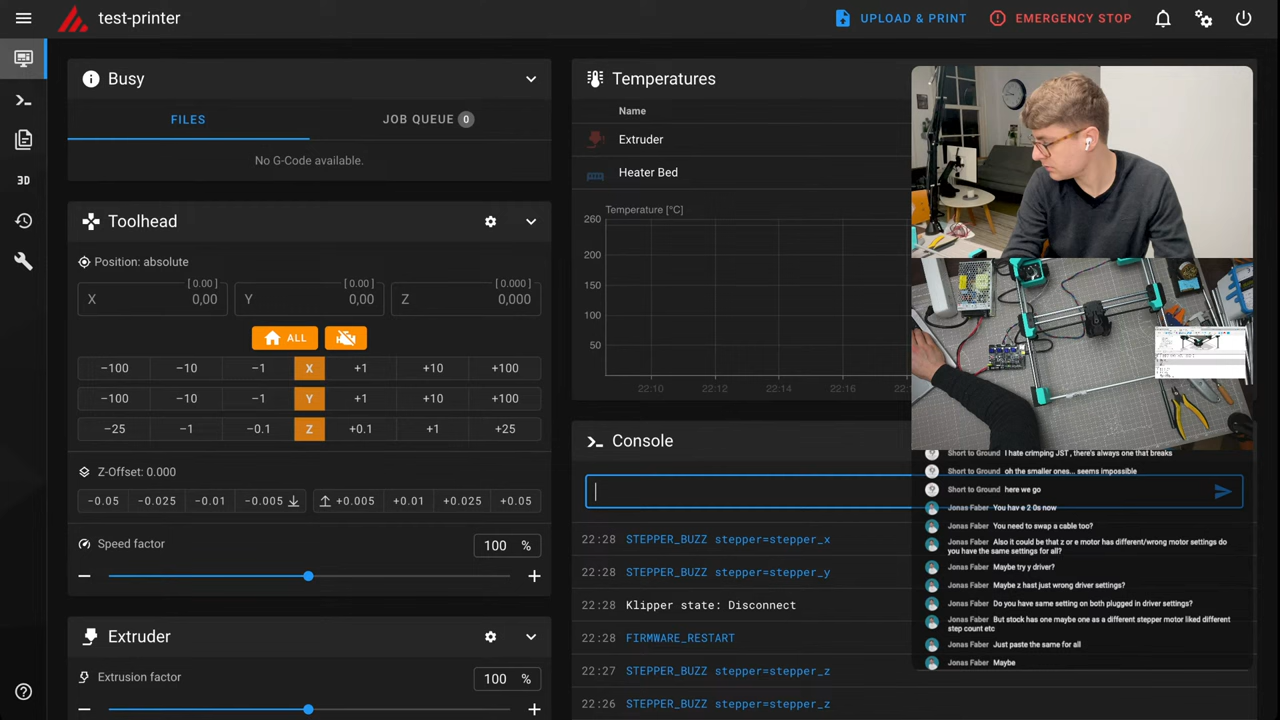 test-printer
UPLOAD & PRINT
EMERGENCY STOP
Busy
FILES
JOB QUEUE 0
No G-Code available.
Toolhead
Position: absolute
[ 0.00 ]
X 0,00
[ 0.00 ]
Y 0,00
[ 0.000 ]
Z 0,000
ALL
−100 −10 −1 X +1 +10 +100
−100 −10 −1 Y +1 +10 +100
−25 −1 −0.1 Z +0.1 +1 +25
Z-Offset: 0.000
−0.05 −0.025 −0.01 −0.005 +0.005 +0.01 +0.025 +0.05
Speed factor
100 %
Extruder
Extrusion factor
100 %
3D
Temperatures
Name
Extruder
Heater Bed
Temperature [°C]
260
200
150
100
50
22:10 22:12 22:14 22:16
Console
22:28 STEPPER_BUZZ stepper=stepper_x
22:28 STEPPER_BUZZ stepper=stepper_y
22:28 Klipper state: Disconnect
22:28 FIRMWARE_RESTART
22:27 STEPPER_BUZZ stepper=stepper_z
22:26 STEPPER_BUZZ stepper=stepper_z
Short to Ground I hate crimping JST , there's always one that breaks
Short to Ground oh the smaller ones... seems impossible
Short to Ground here we go
Jonas Faber You hav e 2 0s now
Jonas Faber You need to swap a cable too?
Jonas Faber Also it could be that z or e motor has different/wrong motor settings do
you have the same settings for all?
Jonas Faber Maybe try y driver?
Jonas Faber Maybe z hast just wrong driver settings?
Jonas Faber Do you have same setting on both plugged in driver settings?
Jonas Faber But stock has one maybe one as a different stepper motor liked different
step count etc
Jonas Faber Just paste the same for all
Jonas Faber Maybe